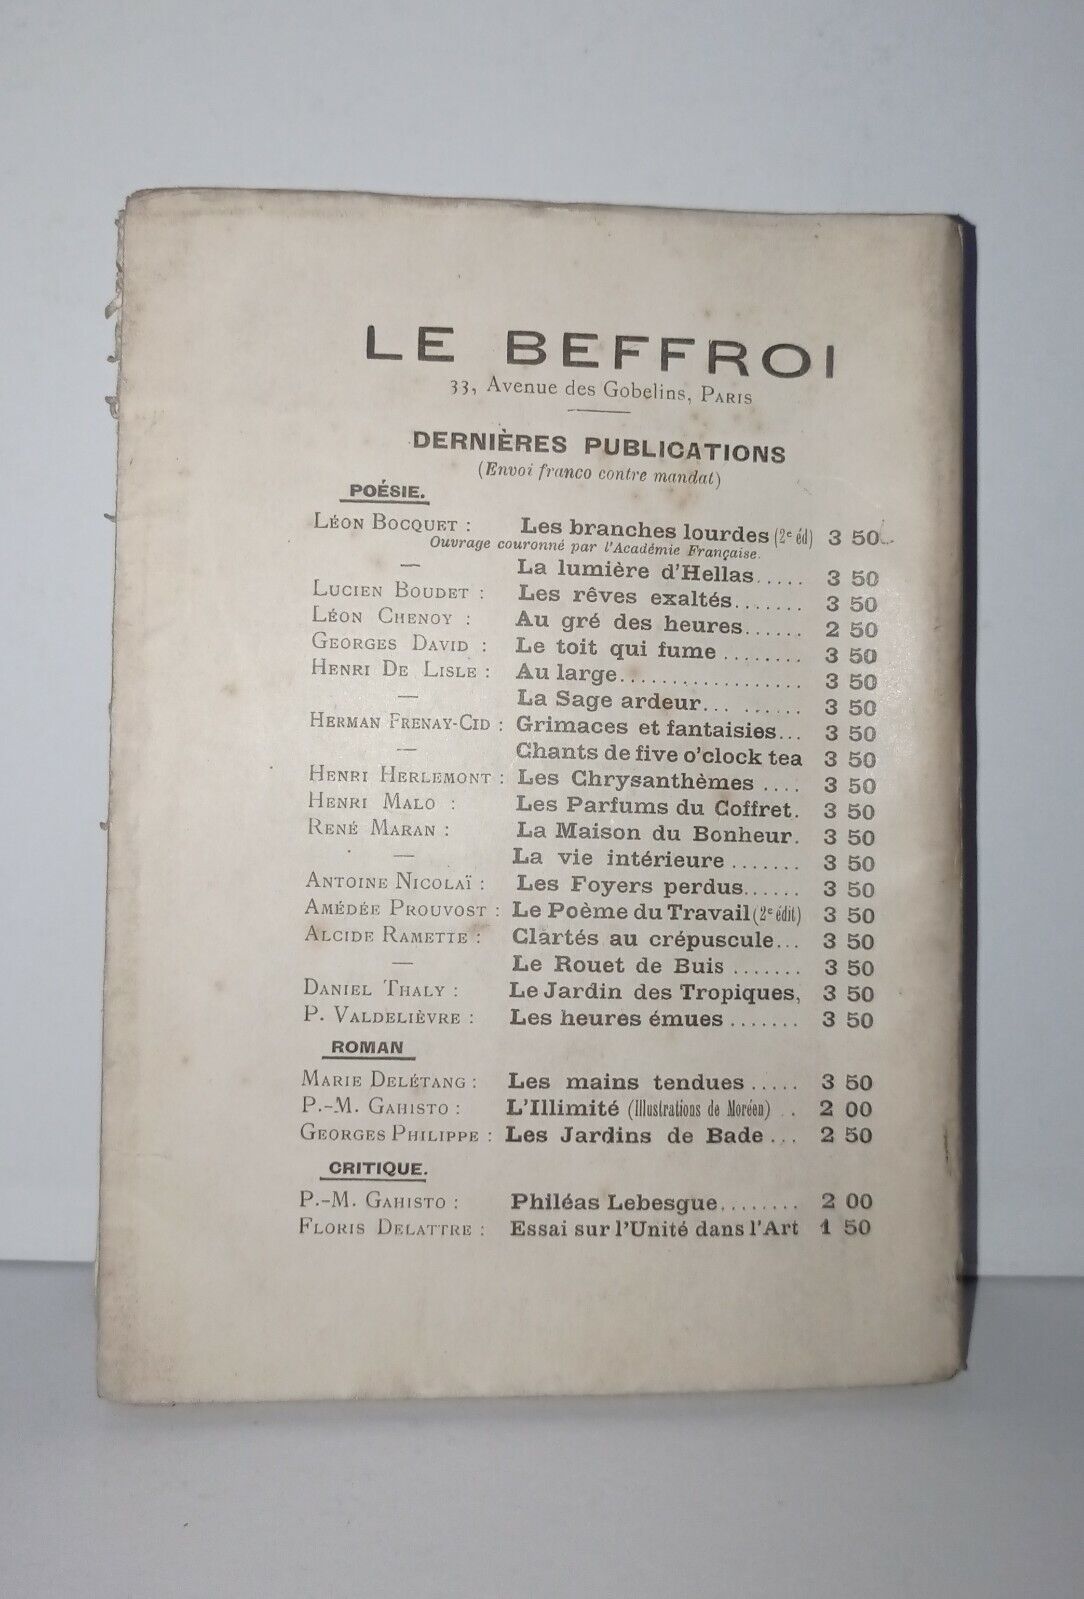 LE BEFFROI
33, Avenue des Gobelins, PARIS
DERNIÈRES PUBLICATIONS
(Envoi franco contre mandat)
POÉSIE.
LÉON BOCQUET : Les branches lourdes (2e éd) 3 50
Ouvrage couronné par l'Académie Française.
— La lumière d'Hellas..... 3 50
LUCIEN BOUDET : Les rêves exaltés....... 3 50
LÉON CHENOY : Au gré des heures...... 2 50
GEORGES DAVID : Le toit qui fume ........ 3 50
HENRI DE LISLE : Au large.................. 3 50
— La Sage ardeur... ...... 3 50
HERMAN FRENAY-CID : Grimaces et fantaisies... 3 50
— Chants de five o'clock tea 3 50
HENRI HERLEMONT : Les Chrysanthèmes .... 3 50
HENRI MALO : Les Parfums du Coffret. 3 50
RENÉ MARAN : La Maison du Bonheur. 3 50
— La vie intérieure ....... 3 50
ANTOINE NICOLAÏ : Les Foyers perdus...... 3 50
AMÉDÉE PROUVOST : Le Poème du Travail (2e édit) 3 50
ALCIDE RAMETTE : Clartés au crépuscule... 3 50
— Le Rouet de Buis ....... 3 50
DANIEL THALY : Le Jardin des Tropiques, 3 50
P. VALDELIÈVRE : Les heures émues ....... 3 50
ROMAN
MARIE DELÉTANG : Les mains tendues ..... 3 50
P.-M. GAHISTO : L'Illimité (Illustrations de Moréen) .. 2 00
GEORGES PHILIPPE : Les Jardins de Bade ... 2 50
CRITIQUE.
P.-M. GAHISTO : Philéas Lebesgue........ 2 00
FLORIS DELATTRE : Essai sur l'Unité dans l'Art 1 50